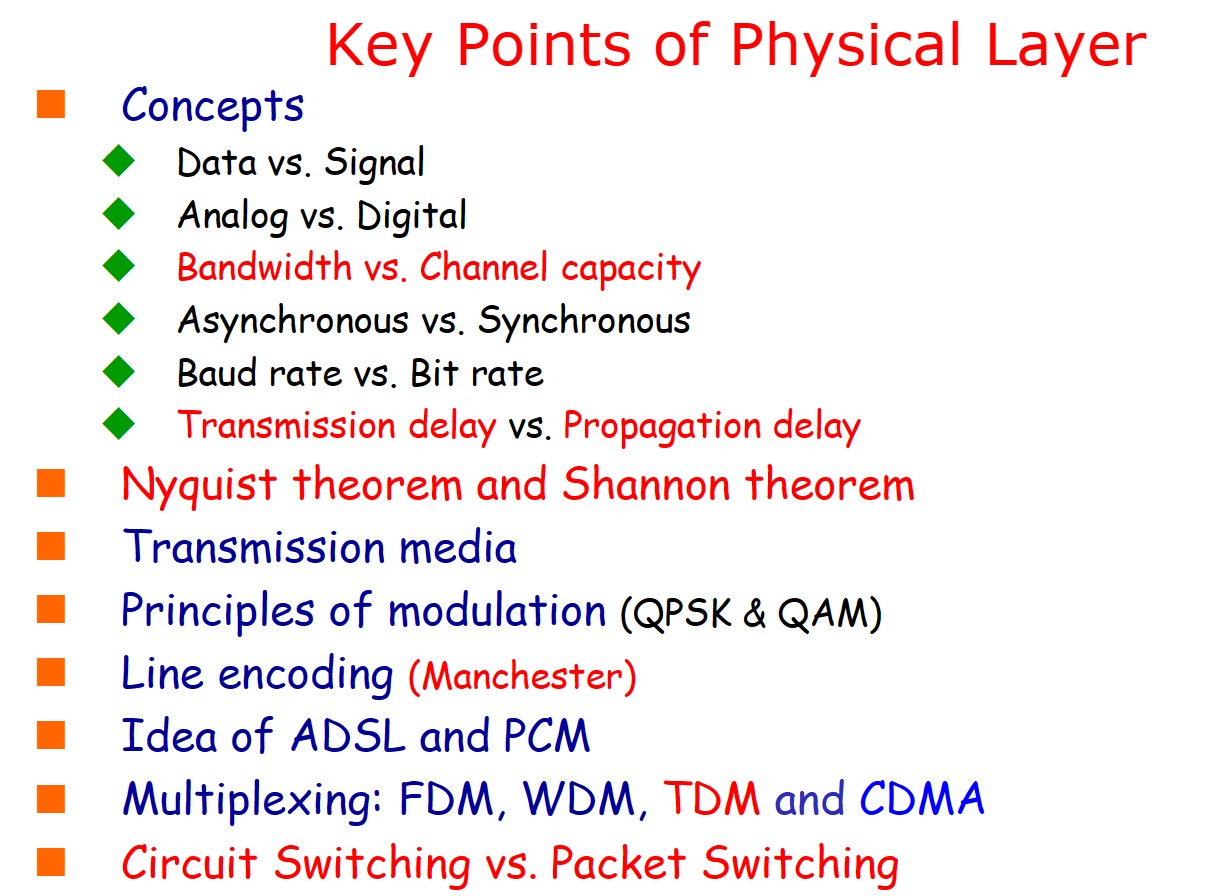 Key Points of Physical Layer
Concepts
Data vs. Signal
Analog vs. Digital
Bandwidth vs. Channel capacity
Asynchronous vs. Synchronous
Baud rate vs. Bit rate
Transmission delay vs. Propagation delay
Nyquist theorem and Shannon theorem
Transmission media
Principles of modulation (QPSK & QAM)
Line encoding (Manchester)
Idea of ADSL and PCM
Multiplexing: FDM, WDM, TDM and CDMA
Circuit Switching vs. Packet Switching